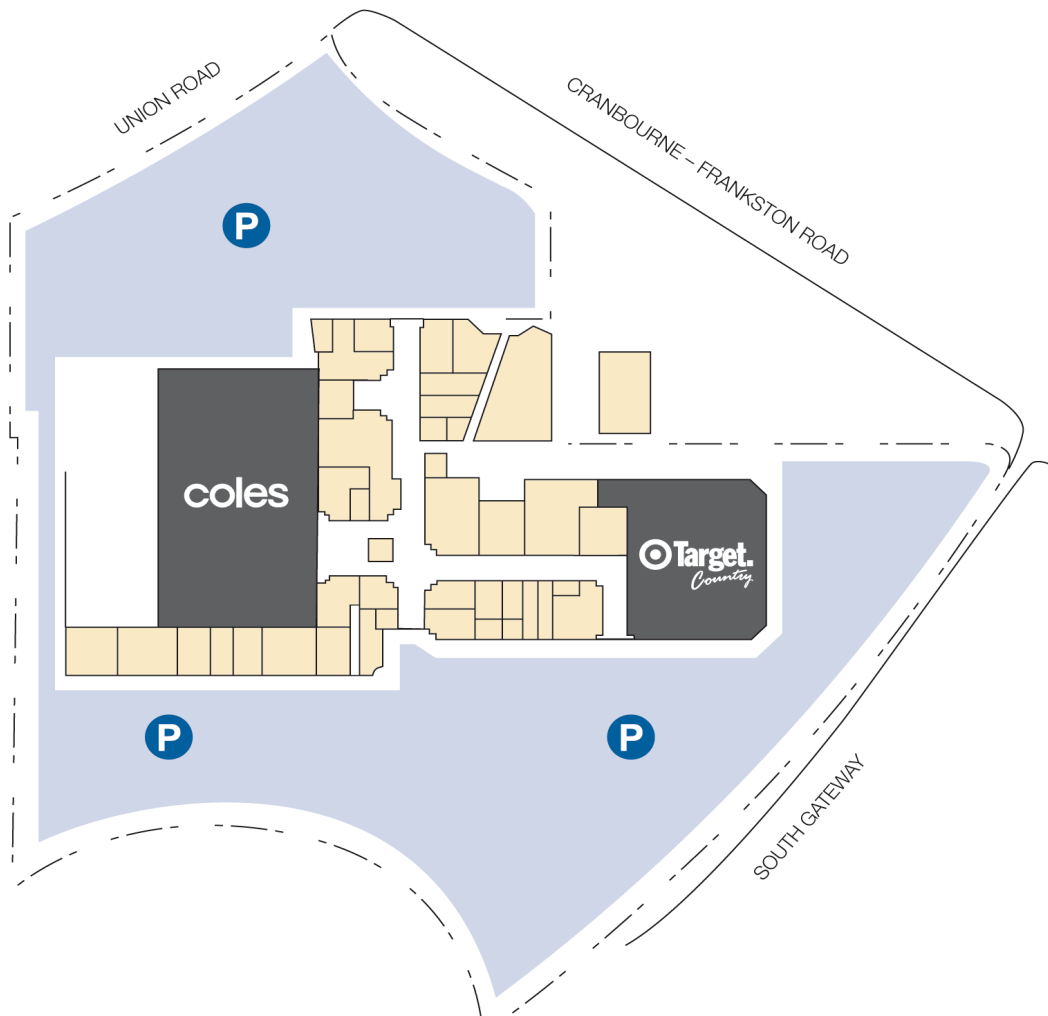 UNION ROAD
CRANBOURNE – FRANKSTON ROAD
P
coles
Target.
Country
P
P
SOUTH GATEWAY